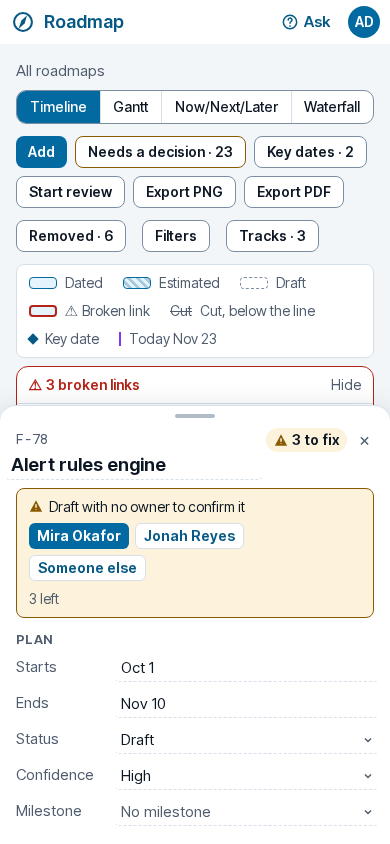 Roadmap
Ask
AD
All roadmaps
Timeline Gantt Now/Next/Later Waterfall
Add Needs a decision · 23 Key dates · 2
Start review Export PNG Export PDF
Removed · 6 Filters Tracks · 3
Dated Estimated Draft
⚠ Broken link Cut Cut, below the line
Key date Today Nov 23
⚠ 3 broken links Hide
F-78 3 to fix ×
Alert rules engine
Draft with no owner to confirm it
Mira Okafor Jonah Reyes
Someone else
3 left
PLAN
Starts Oct 1
Ends Nov 10
Status Draft
Confidence High
Milestone No milestone